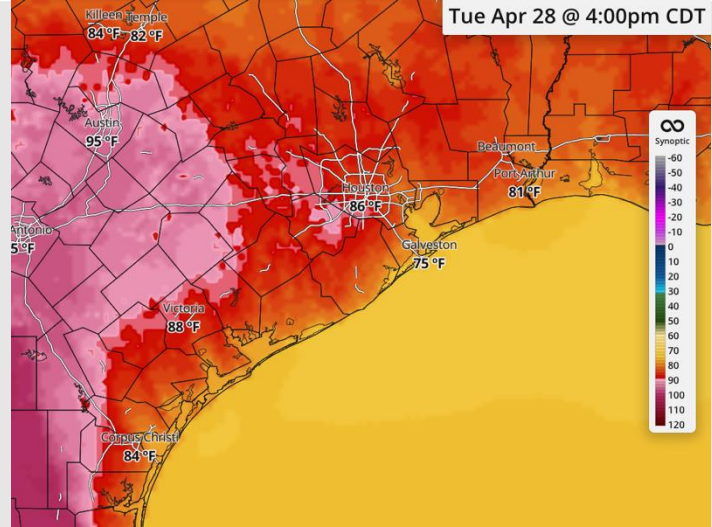 Tue Apr 28 @ 4:00pm CDT
Killeen Temple
84 °F 82 °F
Austin
95 °F
Beaumont
Port Arthur
81 °F
Houston
86 °F
Antonio
5 °F
Galveston
75 °F
Victoria
88 °F
Corpus Christi
84 °F
Synoptic
-60
-50
-40
-30
-20
-10
0
10
20
30
40
50
60
70
80
90
100
110
120